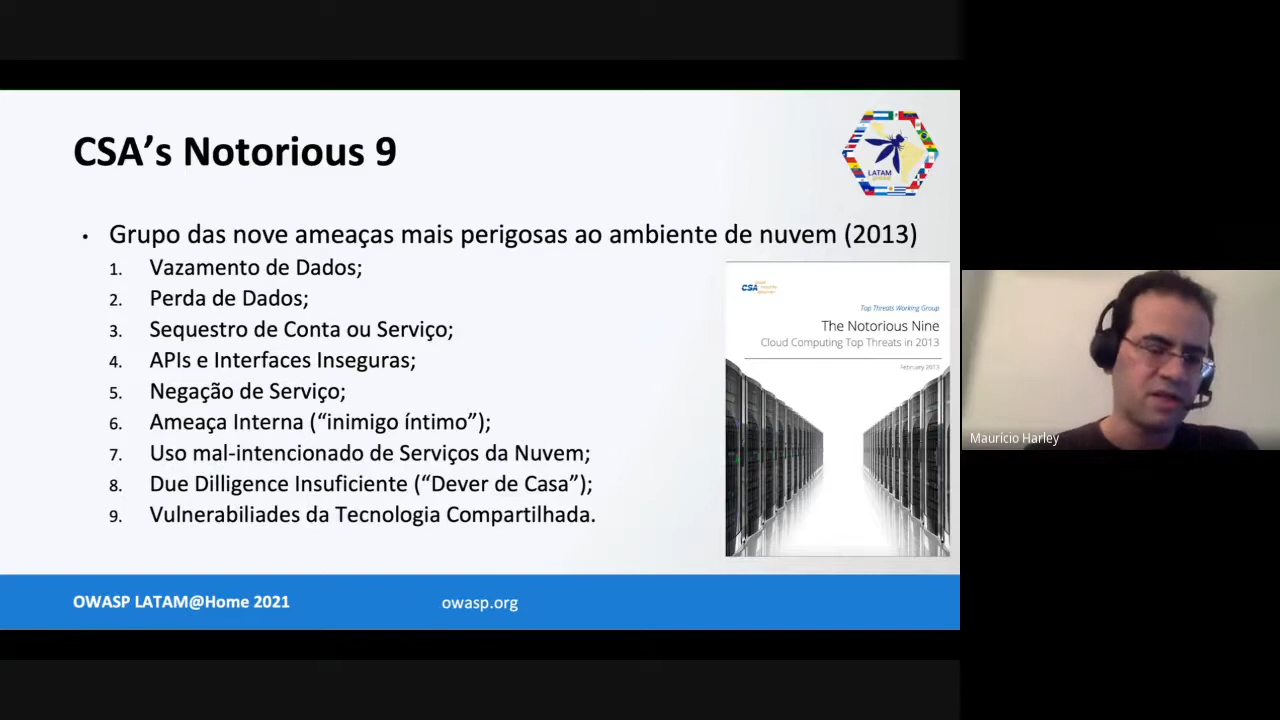 CSA’s Notorious 9
LATAM
• Grupo das nove ameaças mais perigosas ao ambiente de nuvem (2013)
1. Vazamento de Dados;
2. Perda de Dados;
3. Sequestro de Conta ou Serviço;
4. APIs e Interfaces Inseguras;
5. Negação de Serviço;
6. Ameaça Interna (“inimigo íntimo”);
7. Uso mal-intencionado de Serviços da Nuvem;
8. Due Dilligence Insuficiente (“Dever de Casa”);
9. Vulnerabiliades da Tecnologia Compartilhada.
CSA
Top Threats Working Group
The Notorious Nine
Cloud Computing Top Threats in 2013
February 2013
Maurício Harley
OWASP LATAM@Home 2021
owasp.org